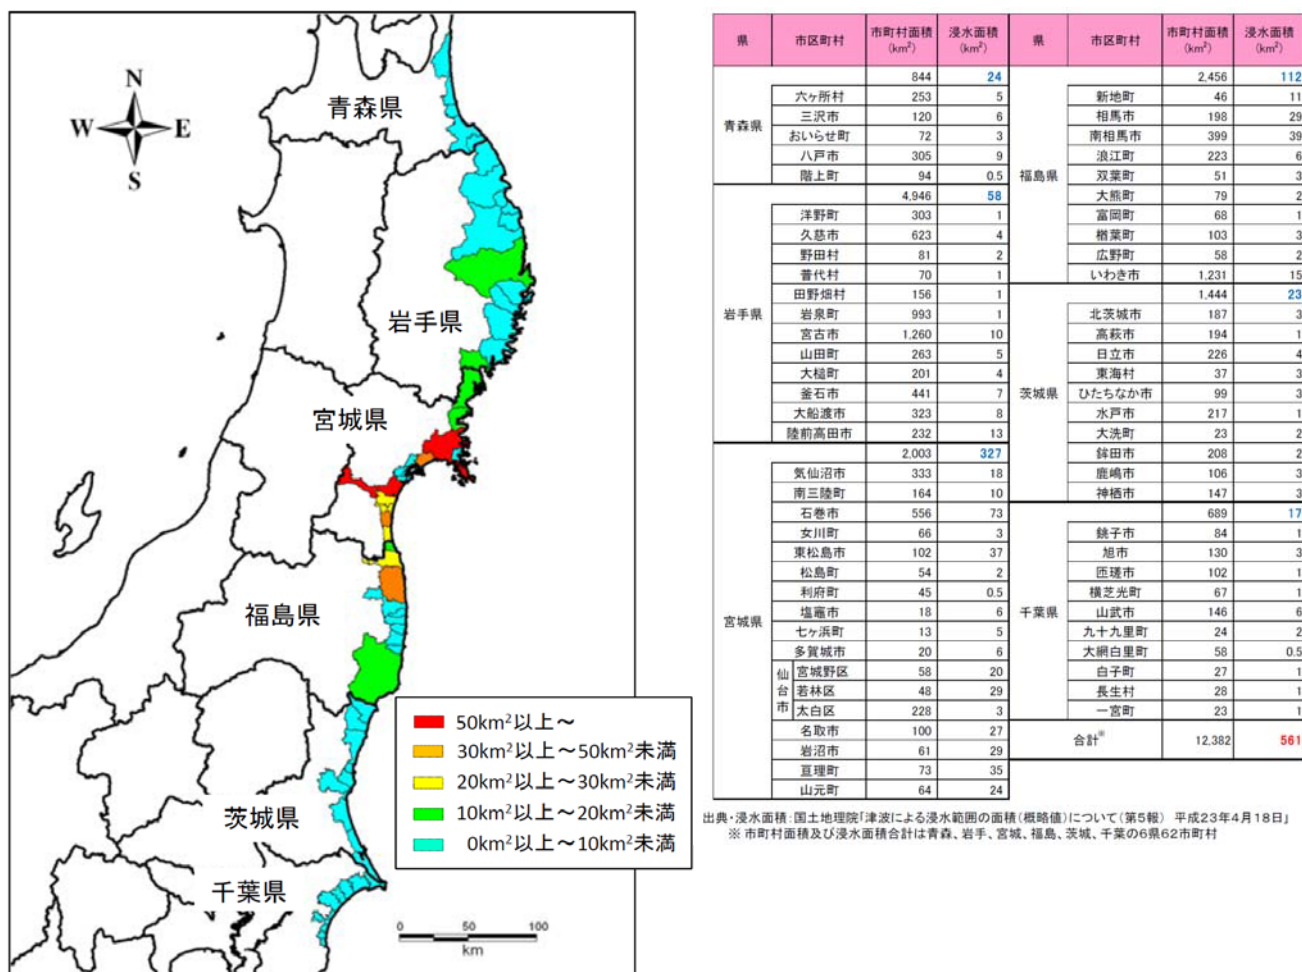 N
W E
S
青森県
岩手県
宮城県
福島県
茨城県
千葉県
50km²以上～
30km²以上～50km²未満
20km²以上～30km²未満
10km²以上～20km²未満
0km²以上～10km²未満
0 50 100
km
県 市区町村 市町村面積(km²) 浸水面積(km²)
青森県 844 24
六ヶ所村 253 5
三沢市 120 6
おいらせ町 72 3
八戸市 305 9
階上町 94 0.5
岩手県 4,946 58
洋野町 303 1
久慈市 623 4
野田村 81 2
普代村 70 1
田野畑村 156 1
岩泉町 993 1
宮古市 1,260 10
山田町 263 5
大槌町 201 4
釜石市 441 7
大船渡市 323 8
陸前高田市 232 13
宮城県 2,003 327
気仙沼市 333 18
南三陸町 164 10
石巻市 556 73
女川町 66 3
東松島市 102 37
松島町 54 2
利府町 45 0.5
塩竈市 18 6
七ヶ浜町 13 5
多賀城市 20 6
仙台市 宮城野区 58 20
若林区 48 29
太白区 228 3
名取市 100 27
岩沼市 61 29
亘理町 73 35
山元町 64 24
県 市区町村 市町村面積(km²) 浸水面積(km²)
福島県 2,456 112
新地町 46 11
相馬市 198 29
南相馬市 399 39
浪江町 223 6
双葉町 51 3
大熊町 79 2
富岡町 68 1
楢葉町 103 3
広野町 58 2
いわき市 1,231 15
茨城県 1,444 23
北茨城市 187 3
高萩市 194 1
日立市 226 4
東海村 37 3
ひたちなか市 99 3
水戸市 217 1
大洗町 23 2
鉾田市 208 2
鹿嶋市 106 3
神栖市 147 3
千葉県 689 17
銚子市 84 1
旭市 130 3
匝瑳市 102 1
横芝光町 67 1
山武市 146 6
九十九里町 24 2
大網白里町 58 0.5
白子町 27 1
長生村 28 1
一宮町 23 1
合計※ 12,382 561
出典・浸水面積：国土地理院「津波による浸水範囲の面積（概略値）について（第5報） 平成23年4月18日」
※ 市町村面積及び浸水面積合計は青森、岩手、宮城、福島、茨城、千葉の6県62市町村